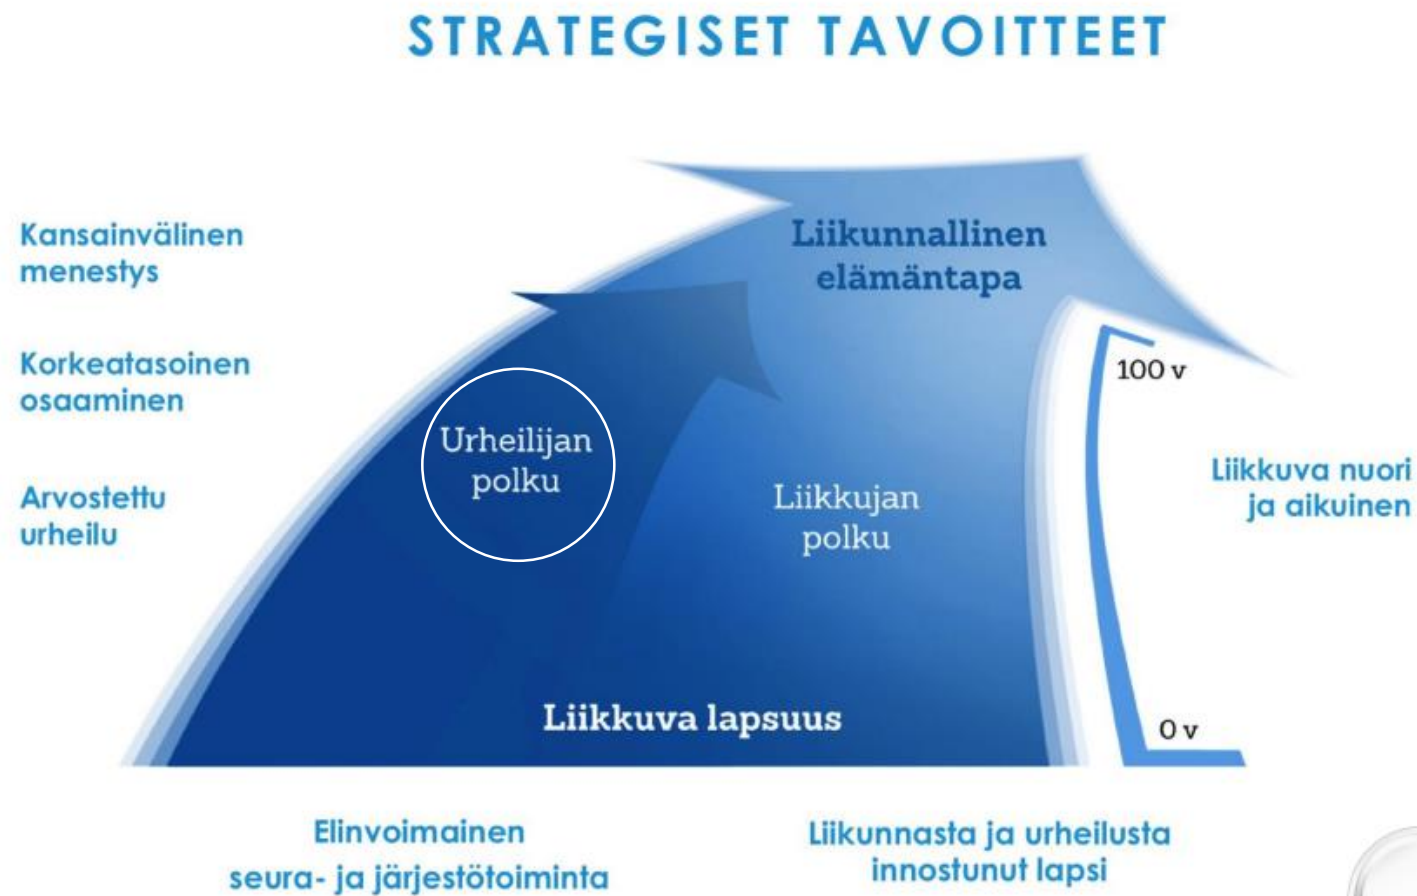 STRATEGISET TAVOITTEET
Kansainvälinen
menestys
Korkeatasoinen
osaaminen
Arvostettu
urheilu
Liikunnallinen
elämäntapa
Urheilijan
polku
Liikkujan
polku
Liikkuva lapsuus
100 v
0 v
Liikkuva nuori
ja aikuinen
Elinvoimainen
seura- ja järjestötoiminta
Liikunnasta ja urheilusta
innostunut lapsi